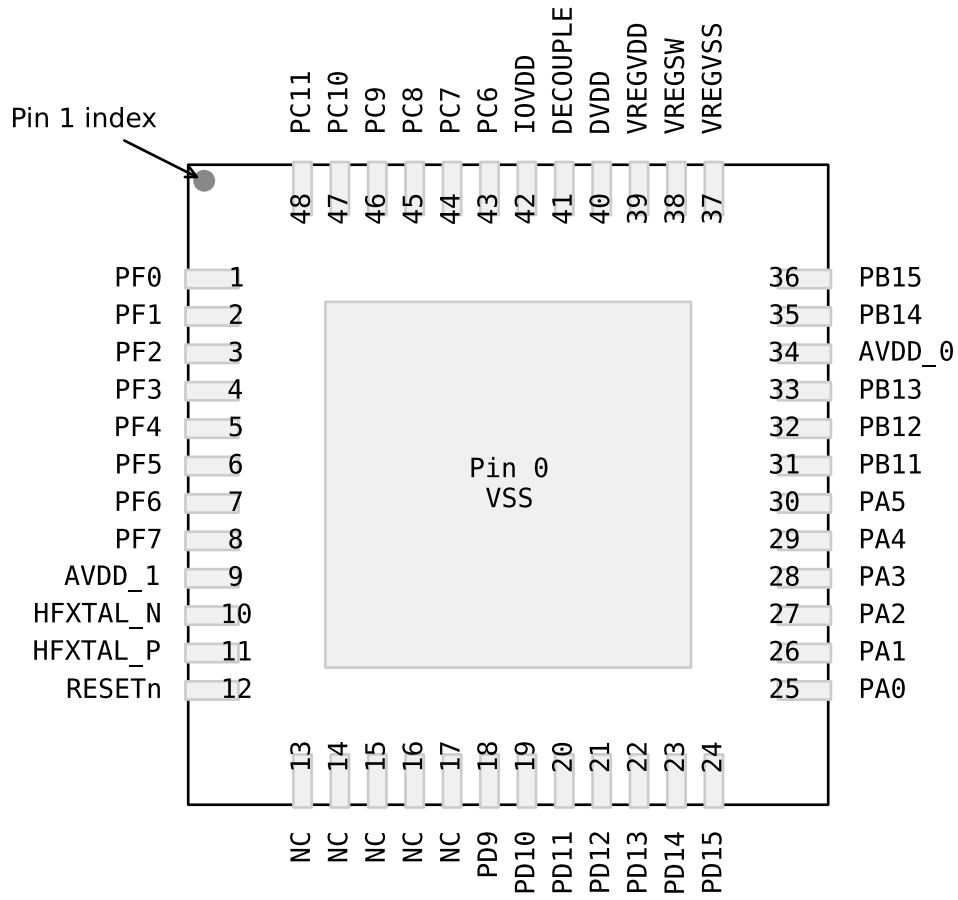 PC11 PC10 PC9 PC8 PC7 PC6 IOVDD DECOUPLE DVDD VREGVDD VREGSW VREGVSS
Pin 1 index
48 47 46 45 44 43 42 41 40 39 38 37
PF0 1 36 PB15
PF1 2 35 PB14
PF2 3 34 AVDD_0
PF3 4 33 PB13
PF4 5 32 PB12
PF5 6 31 PB11
Pin 0
VSS
PF6 7 30 PA5
PF7 8 29 PA4
AVDD_1 9 28 PA3
HFXTAL_N 10 27 PA2
HFXTAL_P 11 26 PA1
RESETn 12 25 PA0
13 14 15 16 17 18 19 20 21 22 23 24
NC NC NC NC NC PD9 PD10 PD11 PD12 PD13 PD14 PD15